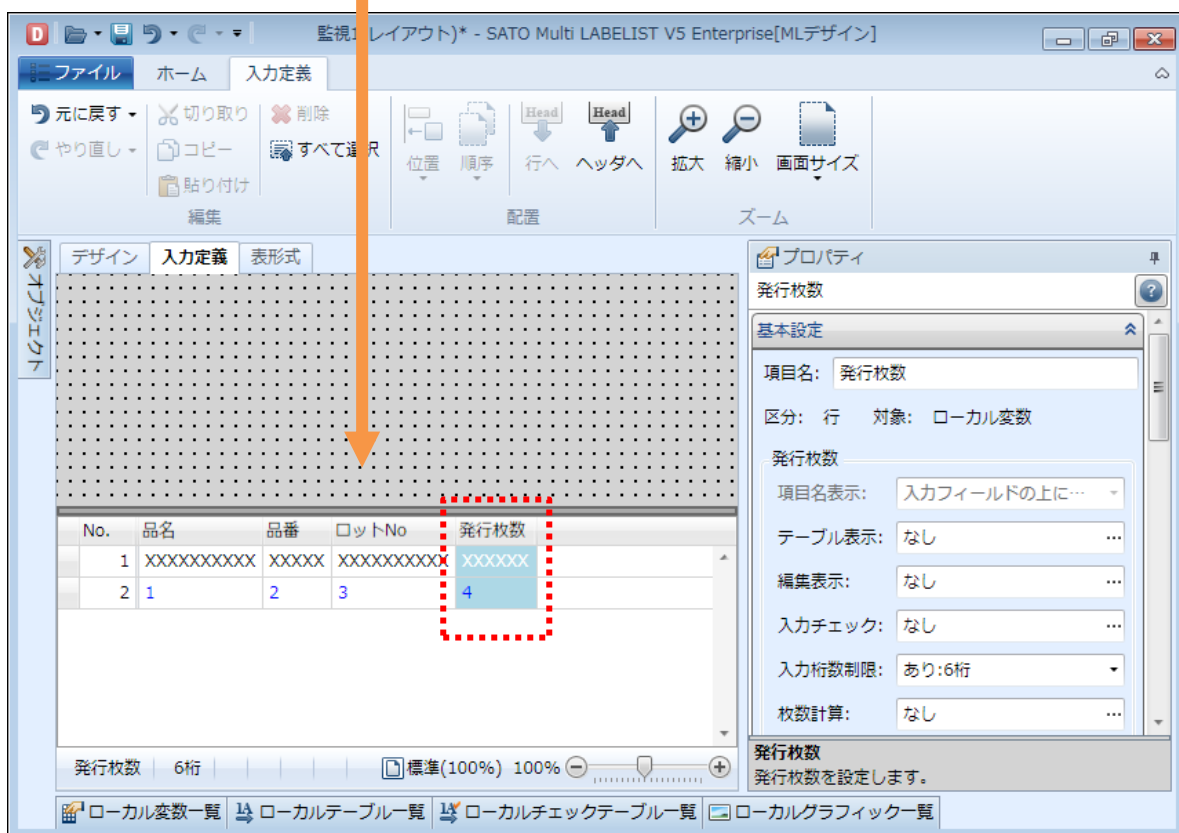 監視1(レイアウト)* - SATO Multi LABELIST V5 Enterprise[MLデザイン]
ファイル ホーム 入力定義
元に戻す 切り取り 削除
やり直し コピー すべて選択
貼り付け
位置 順序 行へ ヘッダへ 拡大 縮小 画面サイズ
Head Head
編集 配置 ズーム
オブジェクト
デザイン 入力定義 表形式
No. 品名 品番 ロットNo 発行枚数
1 XXXXXXXXXX XXXXX XXXXXXXXXX XXXXXX
2 1 2 3 4
発行枚数 6桁 標準(100%) 100%
プロパティ
発行枚数
基本設定
項目名: 発行枚数
区分: 行 対象: ローカル変数
発行枚数
項目名表示: 入力フィールドの上に…
テーブル表示: なし ...
編集表示: なし ...
入力チェック: なし ...
入力桁数制限: あり:6桁
枚数計算: なし ...
発行枚数
発行枚数を設定します。
ローカル変数一覧 ローカルテーブル一覧 ローカルチェックテーブル一覧 ローカルグラフィック一覧